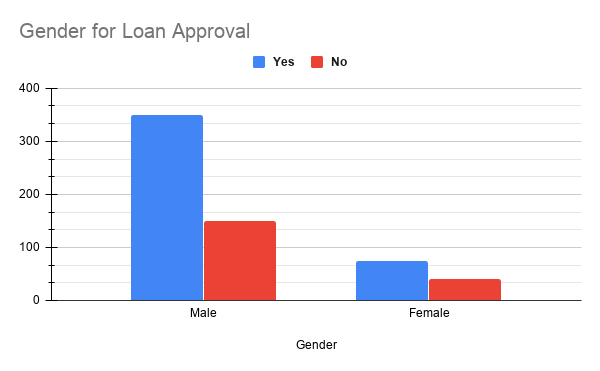 Gender for Loan Approval
Yes No
400
300
200
100
0
Male Female
Gender